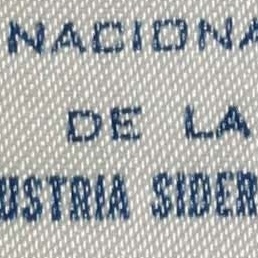 NACIONA
DE LA
USTRIA SIDER